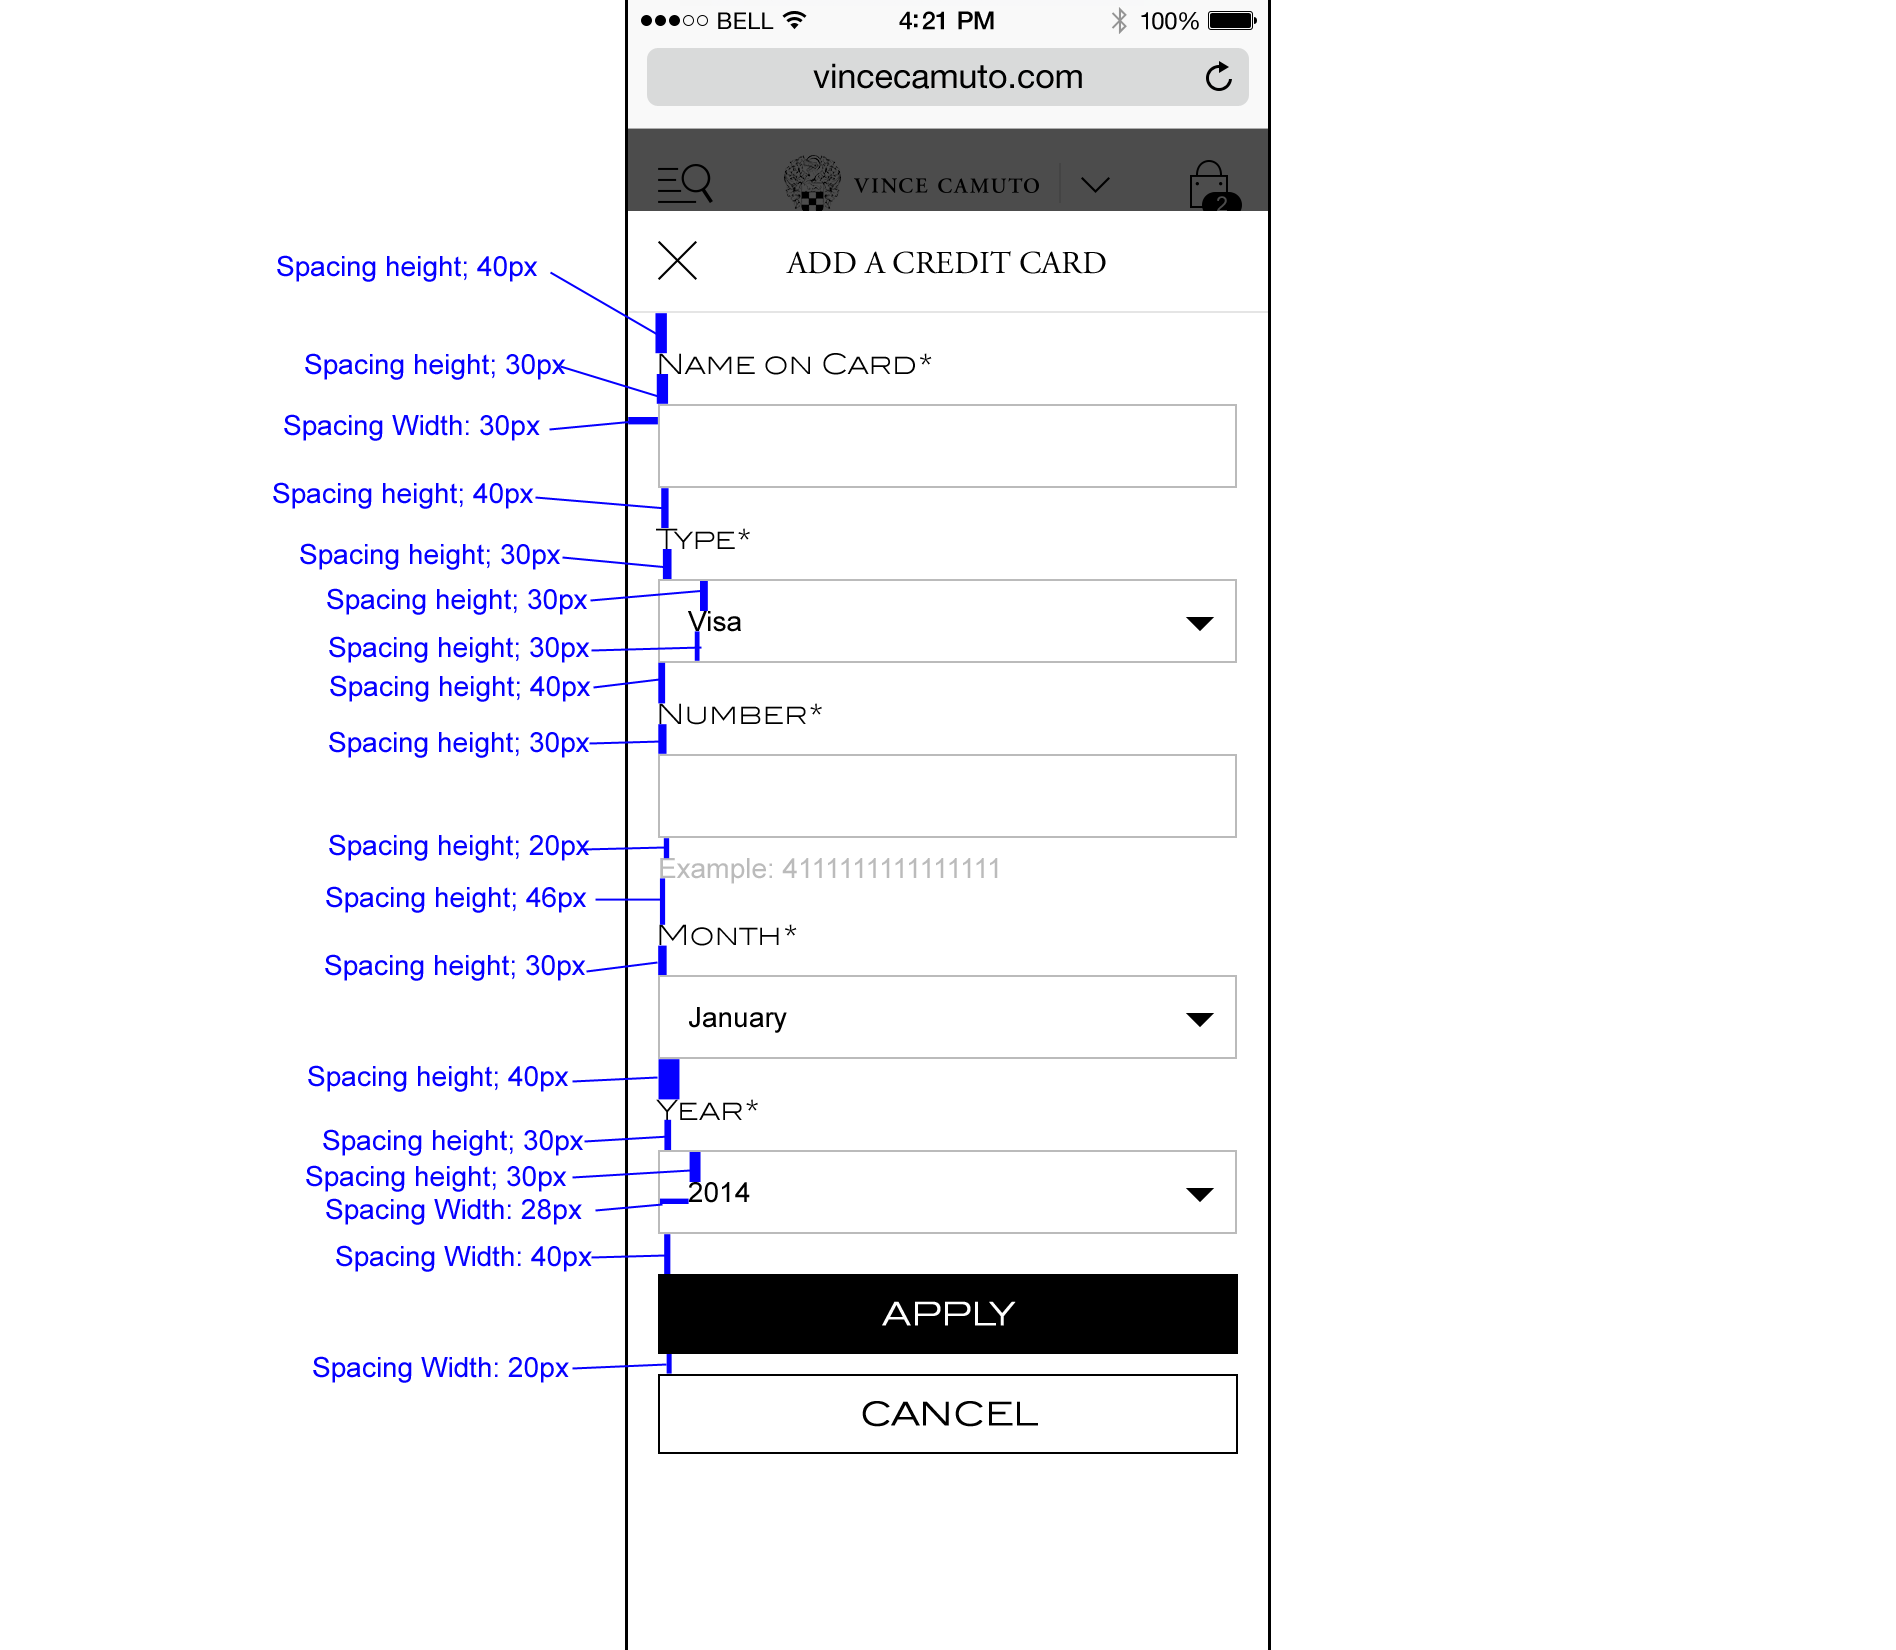 BELL 4:21 PM 100%
vincecamuto.com
VINCE CAMUTO 2
ADD A CREDIT CARD
Spacing height; 40px
Spacing height; 30px
NAME ON CARD*
Spacing Width: 30px
Spacing height; 40px
TYPE*
Spacing height; 30px
Spacing height; 30px
Visa
Spacing height; 30px
Spacing height; 40px
NUMBER*
Spacing height; 30px
Spacing height; 20px
Example: 4111111111111111
Spacing height; 46px
MONTH*
Spacing height; 30px
January
Spacing height; 40px
YEAR*
Spacing height; 30px
Spacing height; 30px
2014
Spacing Width: 28px
Spacing Width: 40px
APPLY
Spacing Width: 20px
CANCEL